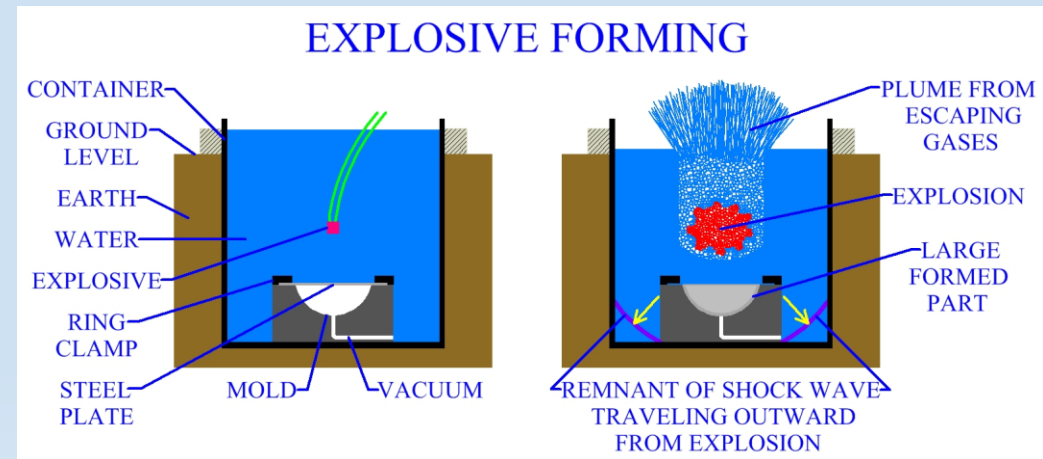 EXPLOSIVE FORMING
CONTAINER
GROUND
LEVEL
EARTH
WATER
EXPLOSIVE
RING
CLAMP
STEEL
PLATE
MOLD
VACUUM
PLUME FROM
ESCAPING
GASES
EXPLOSION
LARGE
FORMED
PART
REMNANT OF SHOCK WAVE
TRAVELING OUTWARD
FROM EXPLOSION